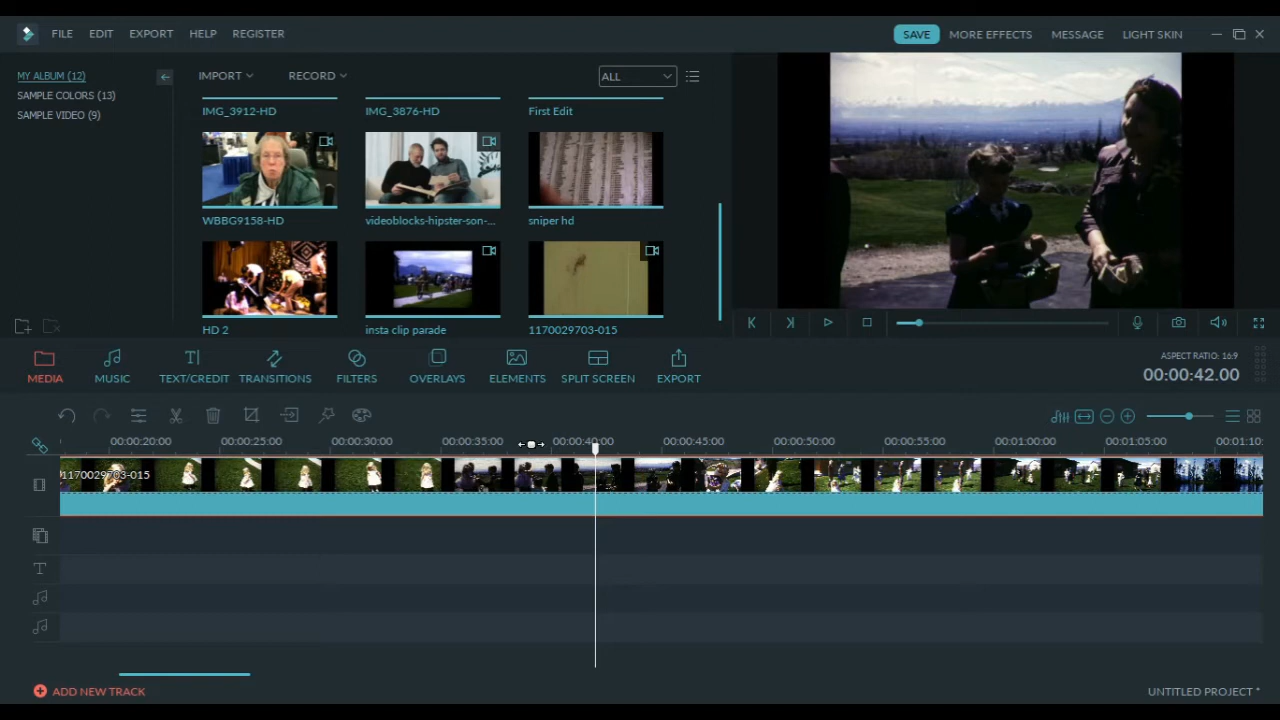 FILE EDIT EXPORT HELP REGISTER SAVE MORE EFFECTS MESSAGE LIGHT SKIN
MY ALBUM (12)
SAMPLE COLORS (13)
SAMPLE VIDEO (9)
IMPORT RECORD ALL
IMG_3912-HD IMG_3876-HD First Edit
WBBG9158-HD videoblocks-hipster-son-... sniper hd
HD 2 insta clip parade 1170029703-015
MEDIA MUSIC TEXT/CREDIT TRANSITIONS FILTERS OVERLAYS ELEMENTS SPLIT SCREEN EXPORT
ASPECT RATIO: 16:9
00:00:42.00
00:00:20:00 00:00:25:00 00:00:30:00 00:00:35:00 00:00:40:00 00:00:45:00 00:00:50:00 00:00:55:00 00:01:00:00 00:01:05:00 00:01:10:
1170029703-015
T
ADD NEW TRACK UNTITLED PROJECT *